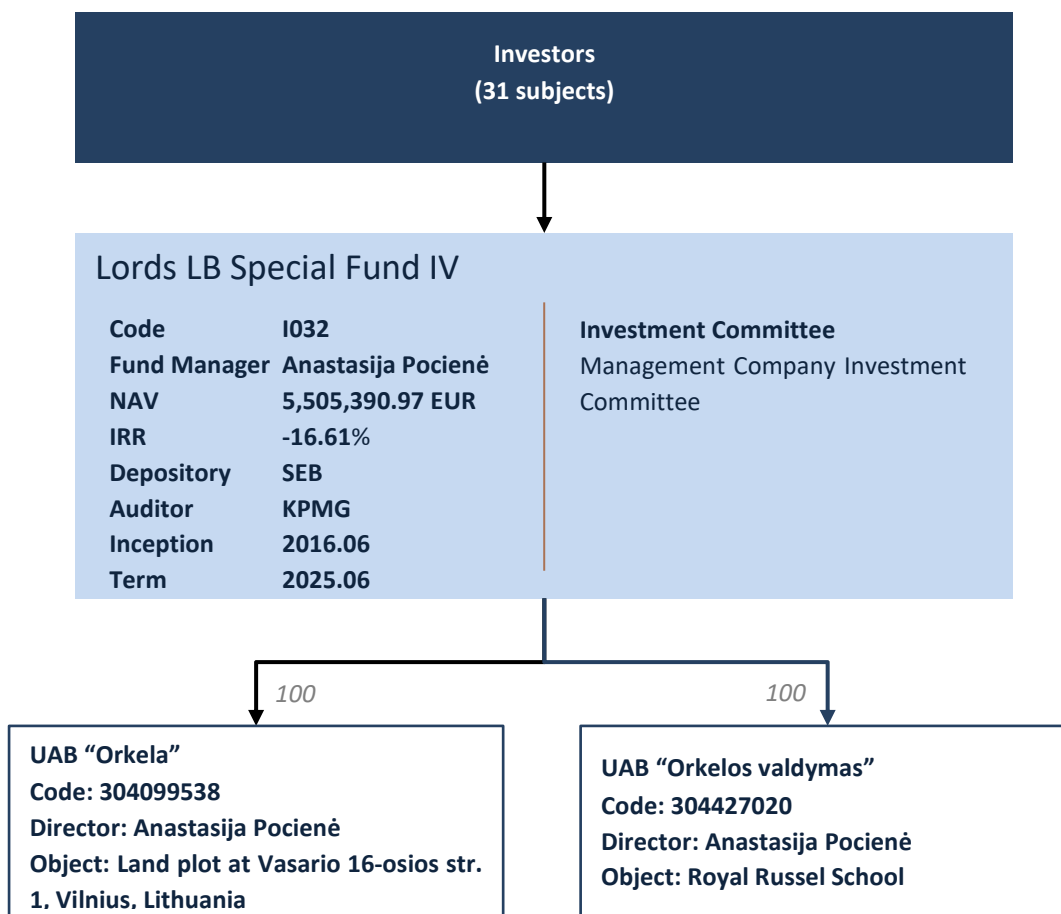 Investors
(31 subjects)
Lords LB Special Fund IV
Code I032
Fund Manager Anastasija Pocienė
NAV 5,505,390.97 EUR
IRR -16.61%
Depository SEB
Auditor KPMG
Inception 2016.06
Term 2025.06
Investment Committee
Management Company Investment
Committee
100
100
UAB “Orkela”
Code: 304099538
Director: Anastasija Pocienė
Object: Land plot at Vasario 16-osios str.
1, Vilnius, Lithuania
UAB “Orkelos valdymas”
Code: 304427020
Director: Anastasija Pocienė
Object: Royal Russel School